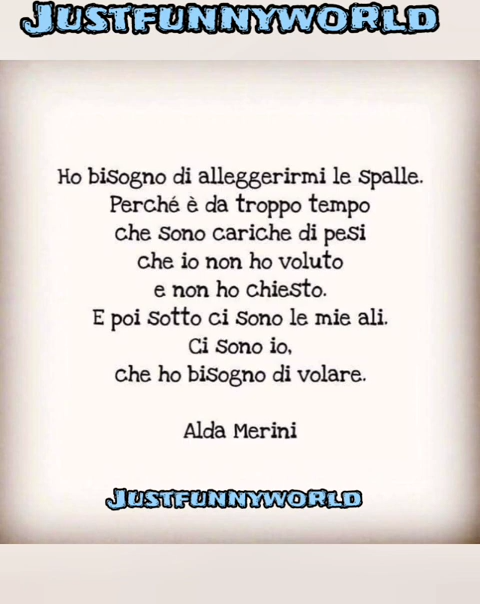 JUSTFUNNYWORLD
Ho bisogno di alleggerirmi le spalle.
Perché è da troppo tempo
che sono cariche di pesi
che io non ho voluto
e non ho chiesto.
E poi sotto ci sono le mie ali.
Ci sono io,
che ho bisogno di volare.
Alda Merini
JUSTFUNNYWORLD